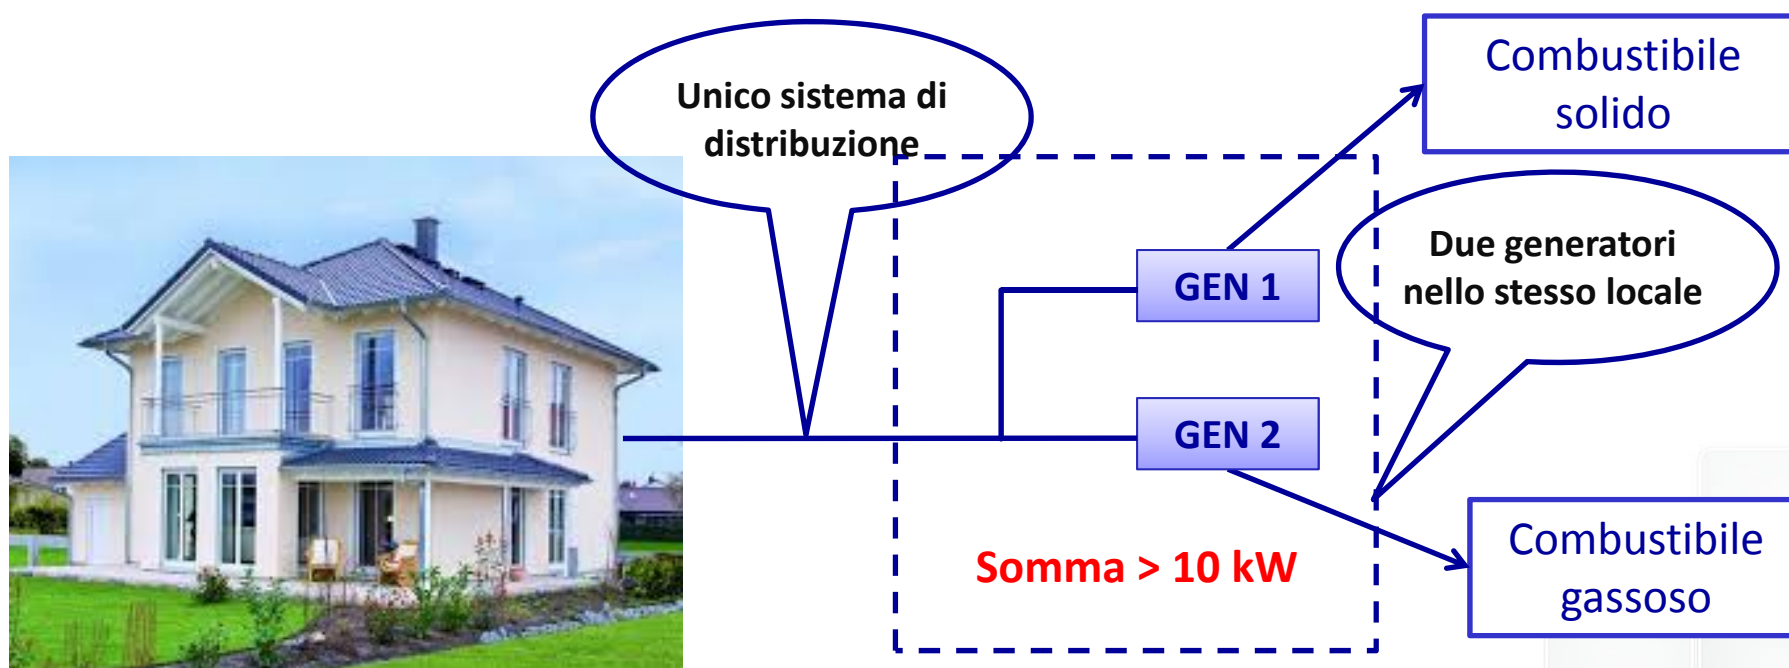 Unico sistema di
distribuzione
Combustibile
solido
GEN 1
Due generatori
nello stesso locale
GEN 2
Somma > 10 kW
Combustibile
gassoso